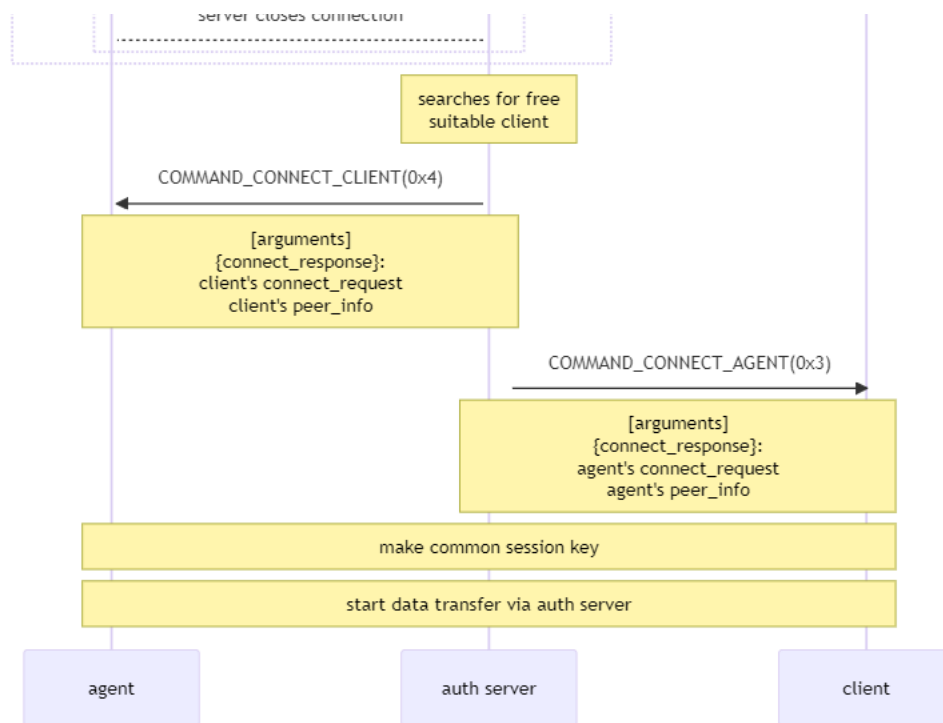 server closes connection
searches for free
suitable client
COMMAND_CONNECT_CLIENT(0x4)
[arguments]
{connect_response}:
client's connect_request
client's peer_info
COMMAND_CONNECT_AGENT(0x3)
[arguments]
{connect_response}:
agent's connect_request
agent's peer_info
make common session key
start data transfer via auth server
agent
auth server
client